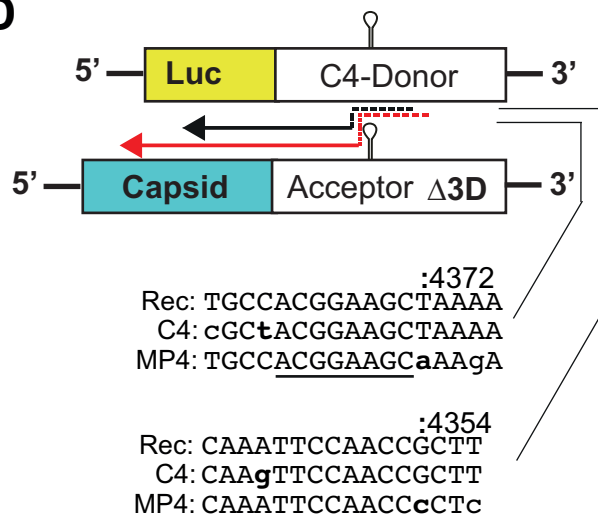 5’ Luc C4-Donor 3’
5’ Capsid Acceptor Δ3D 3’
:4372
Rec: TGCCACGGAAGCTAAAA
C4: cGCtACGGAAGCTAAAA
MP4: TGCCACGGAAGCaAAgA
:4354
Rec: CAAATTCCAACCGCTT
C4: CAAgTTCCAACCGCTT
MP4: CAAATTCCAACCcCTc